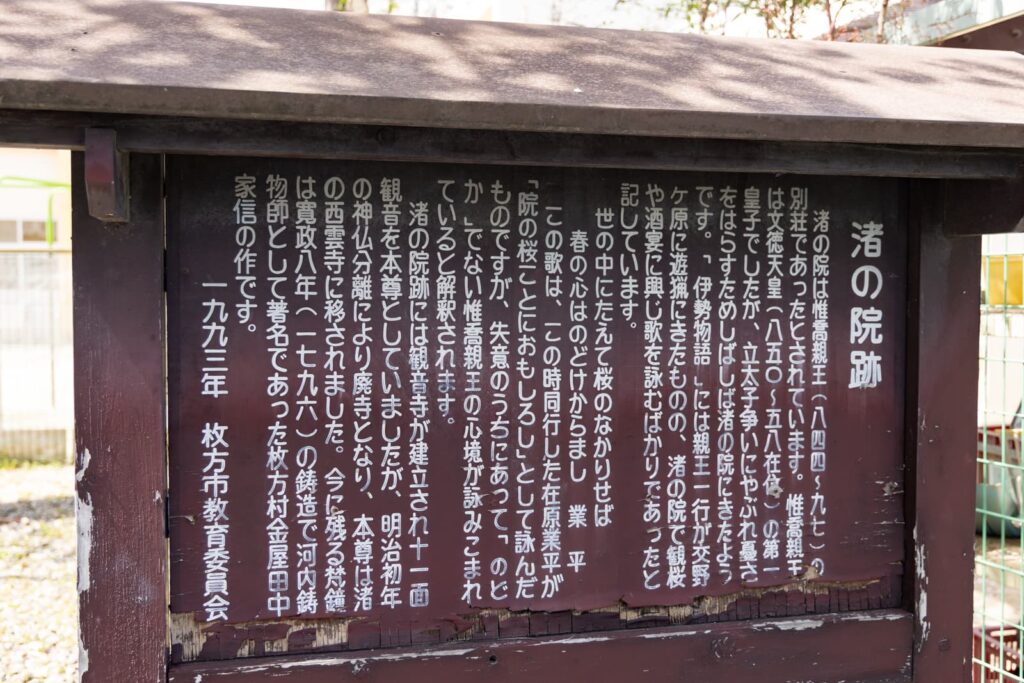 渚の院跡
渚の院は惟喬親王(八四四〜九七)の
別荘であったとされています。惟喬親王
は文徳天皇(八五〇〜五八在位)の第一
皇子でしたが、立太子争いにやぶれ憂さ
をはらすためしばしば渚の院にきたよう
です。「伊勢物語」には親王一行が交野
ケ原に遊猟にきたものの、渚の院で観桜
や酒宴に興じ歌を詠むばかりであったと
記しています。
世の中にたえて桜のなかりせば
春の心はのどけからまし 業平
この歌は、この時同行した在原業平が
「院の桜ことにおもしろし」として詠んだ
ものですが、失意のうちにあって「のど
か」でない惟喬親王の心境が詠みこまれ
ていると解釈されます。
渚の院跡には観音寺が建立され十一面
観音を本尊としていましたが、明治初年
の神仏分離により廃寺となり、本尊は渚
の西雲寺に移されました。今に残る梵鐘
は寛政八年(一七九六)の鋳造で河内鋳
物師として著名であった枚方村金屋田中
家信の作です。
一九九三年 枚方市教育委員会